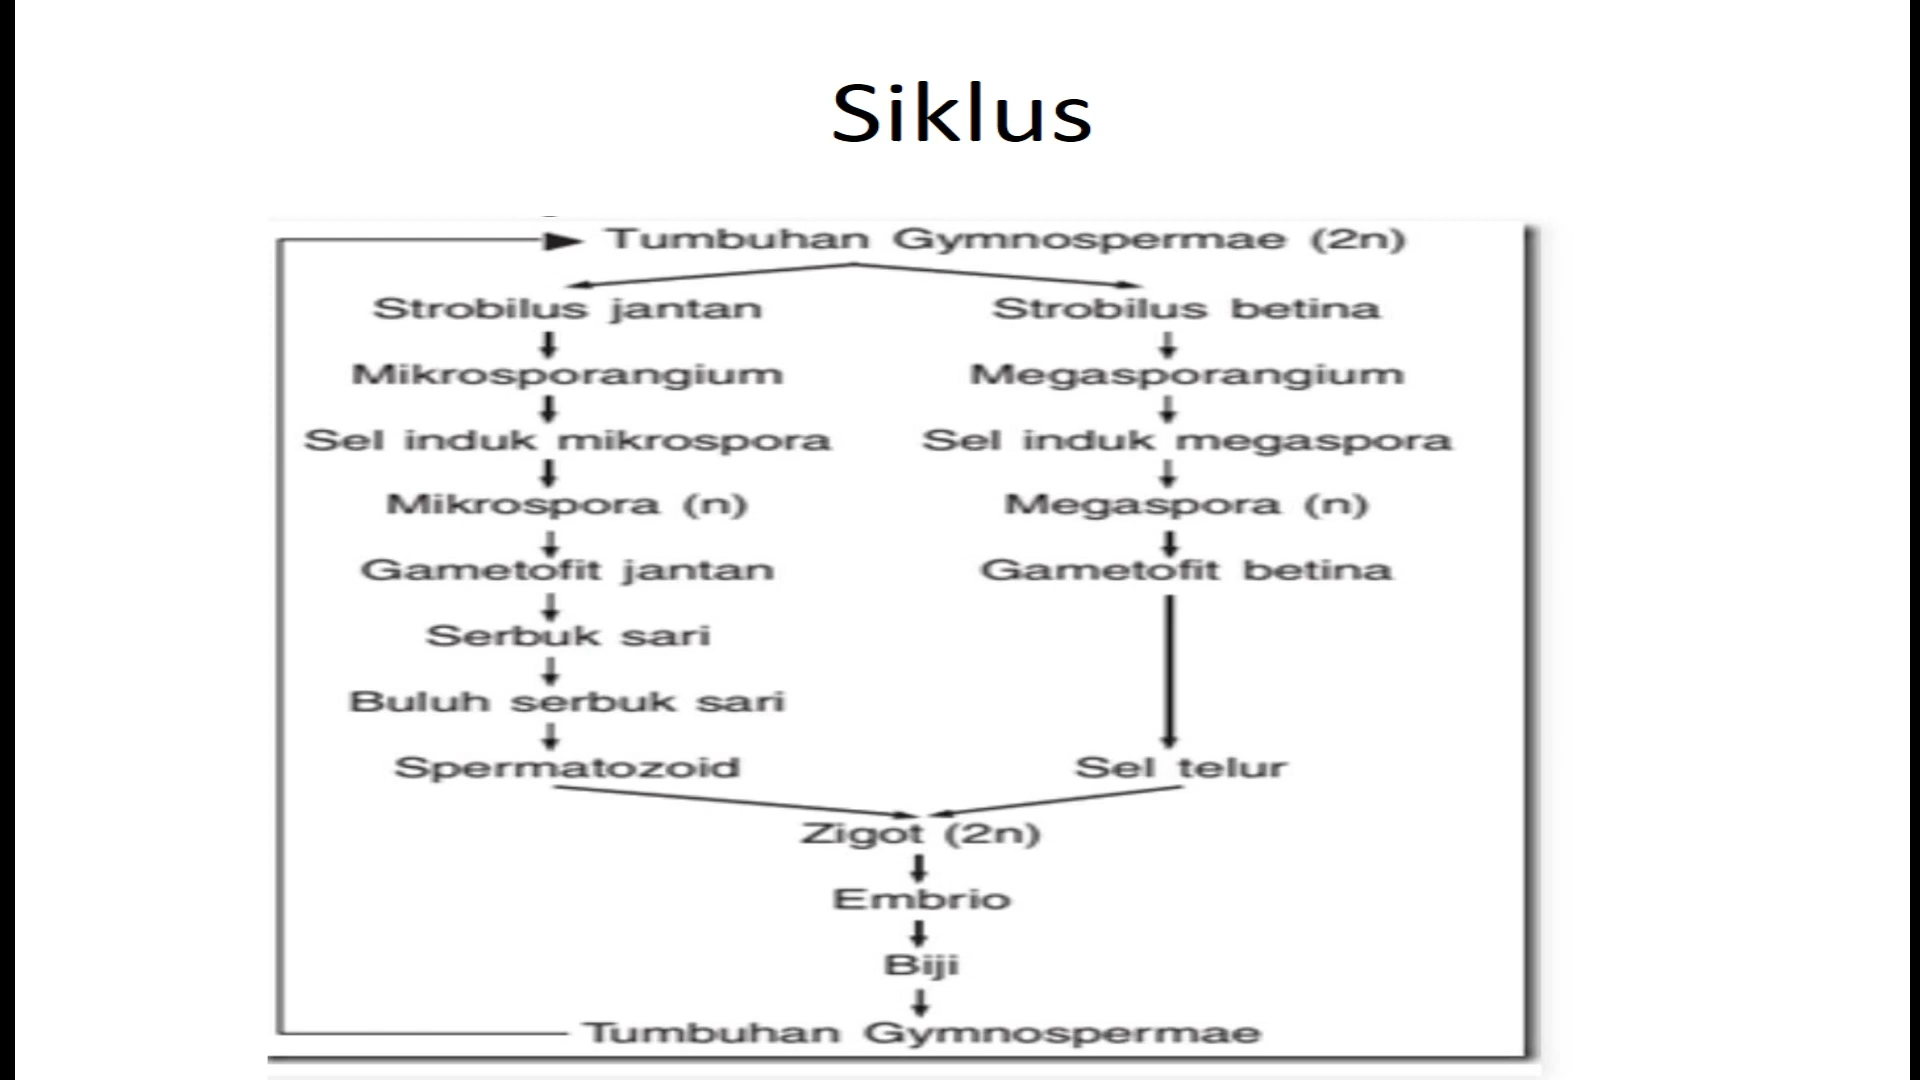 Siklus
Tumbuhan Gymnospermae (2n)
Strobilus jantan
Mikrosporangium
Sel induk mikrospora
Mikrospora (n)
Gametofit jantan
Serbuk sari
Buluh serbuk sari
Spermatozoid
Strobilus betina
Megasporangium
Sel induk megaspora
Megaspora (n)
Gametofit betina
Sel telur
Zigot (2n)
Embrio
Biji
Tumbuhan Gymnospermae